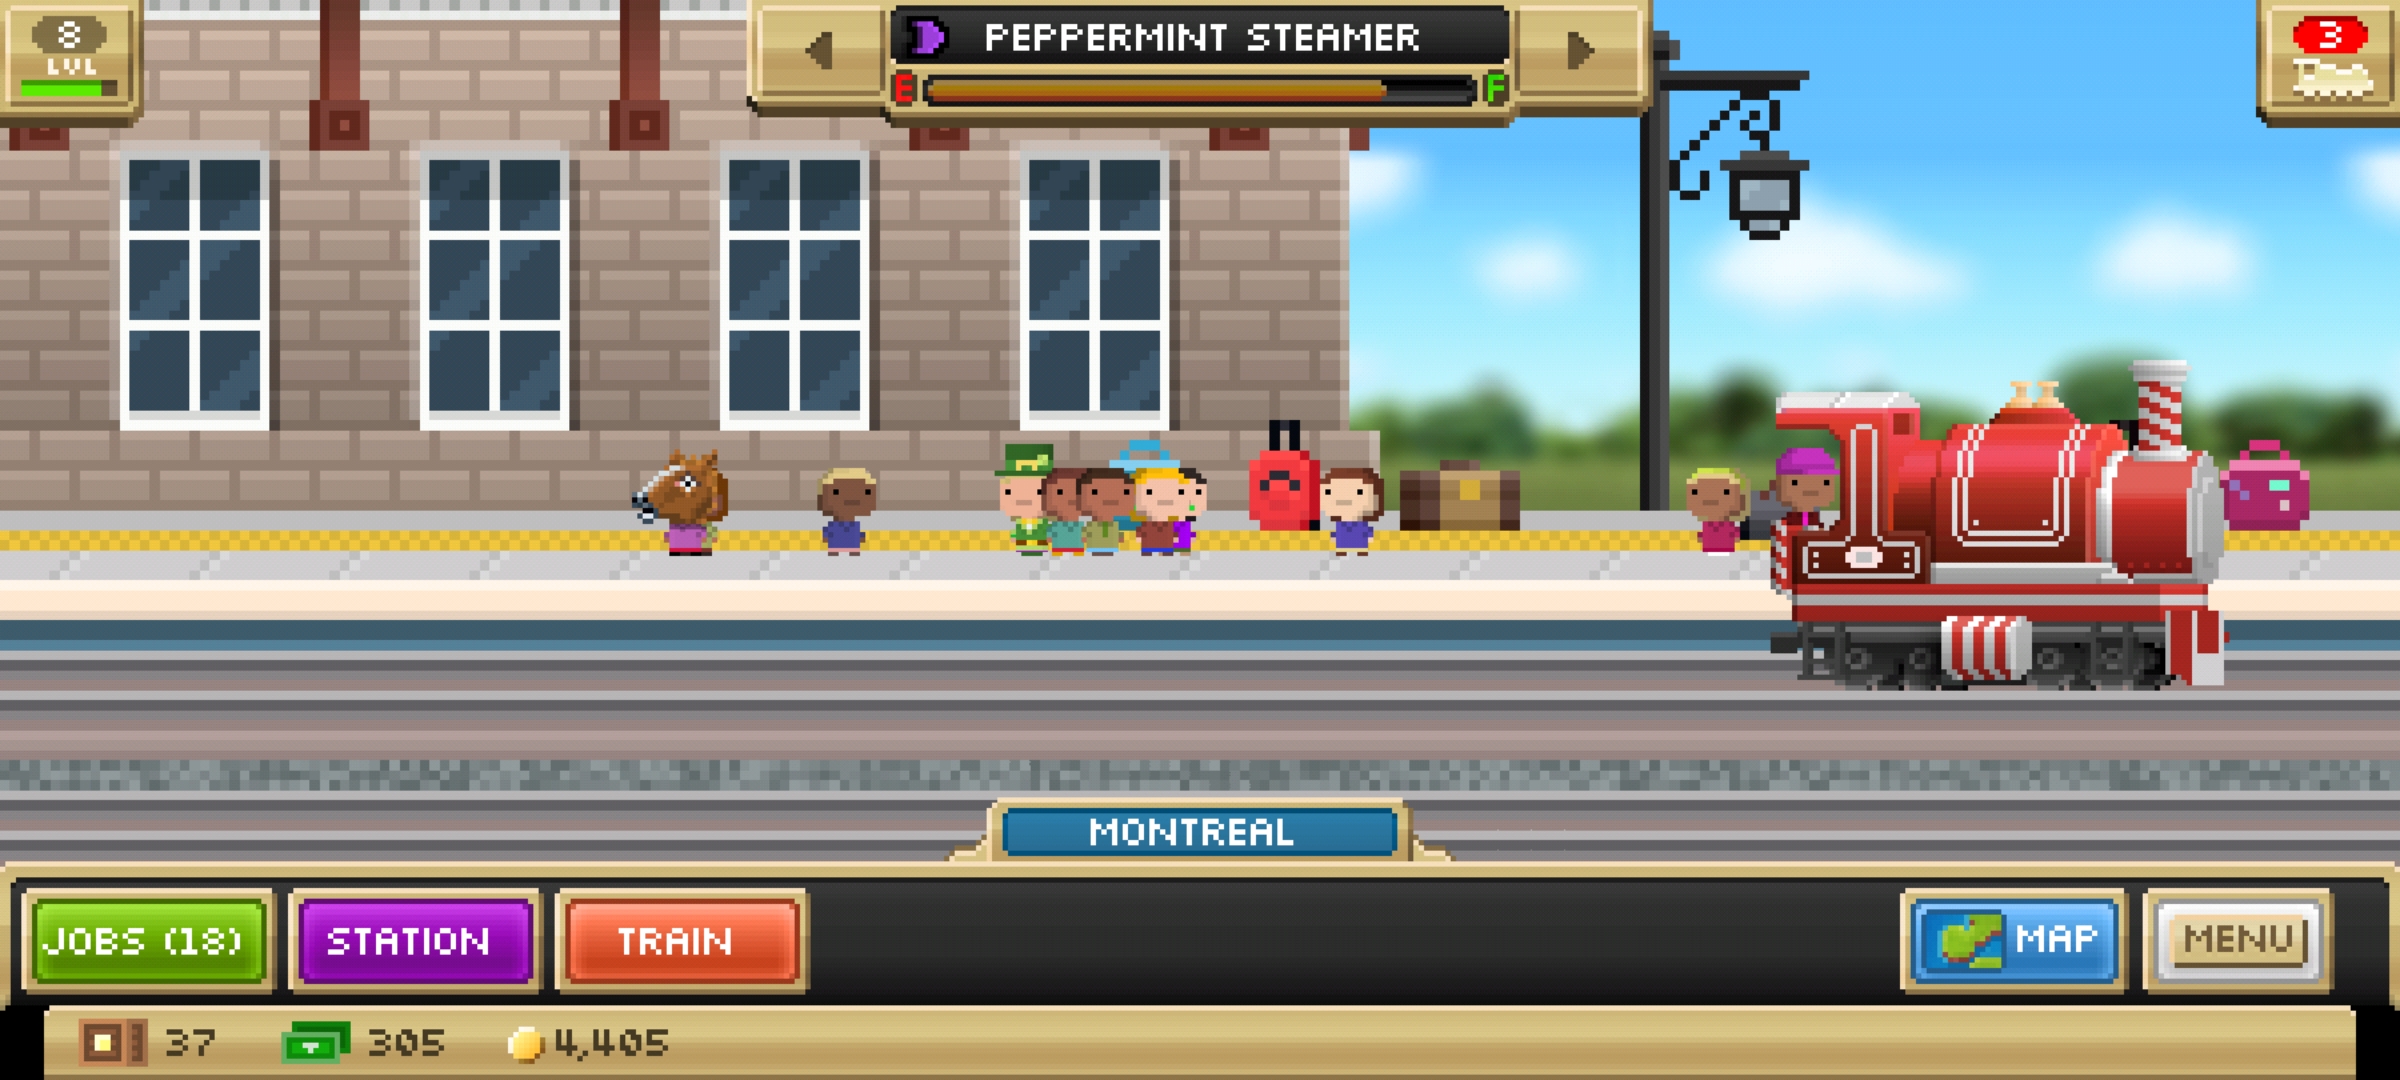 8
LVL
PEPPERMINT STEAMER
E F
3
MONTREAL
JOBS (18)
STATION
TRAIN
MAP
MENU
37
305
4,405